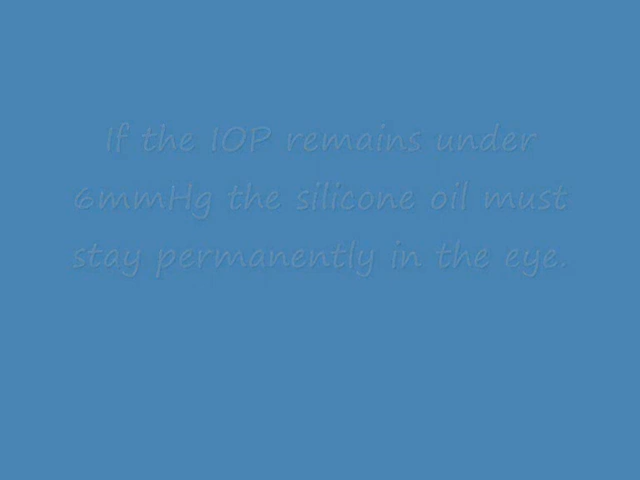 If the IOP remains under
6mmHg the silicone oil must
stay permanently in the eye.